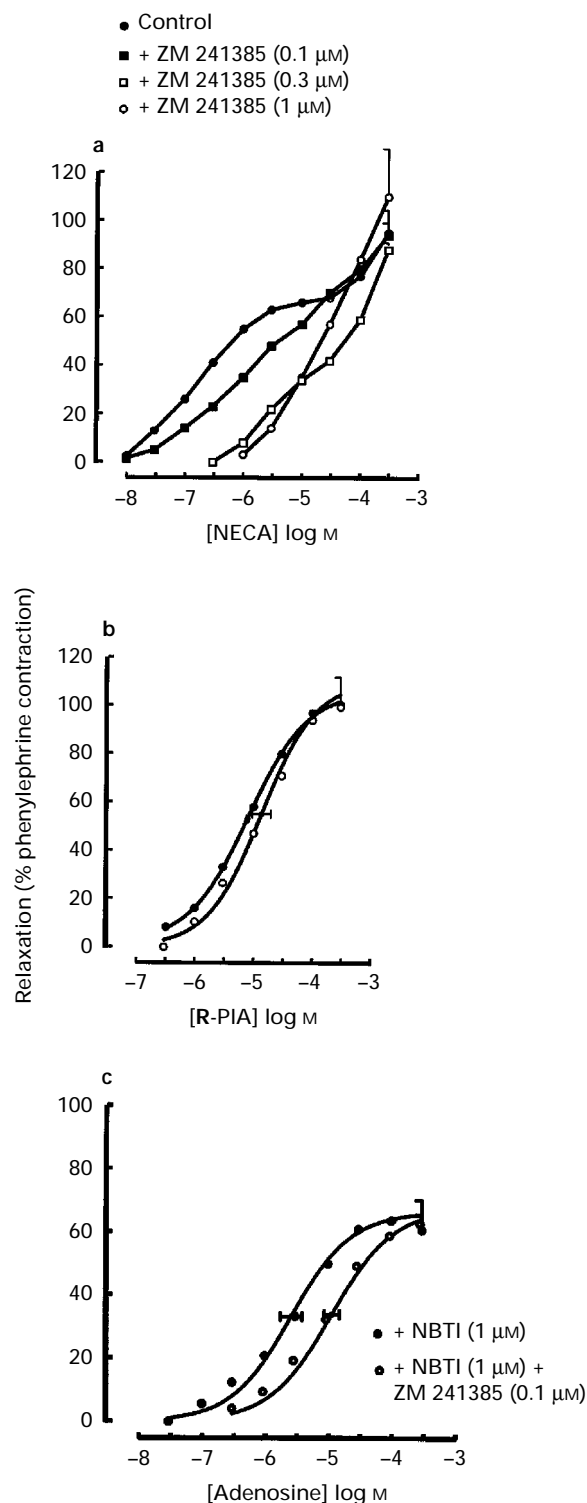 Control
+ ZM 241385 (0.1 μM)
+ ZM 241385 (0.3 μM)
+ ZM 241385 (1 μM)
a
120
100
80
60
40
20
0
–8 –7 –6 –5 –4 –3
[NECA] log M
Relaxation (% phenylephrine contraction)
b
120
100
80
60
40
20
0
–7 –6 –5 –4 –3
[R-PIA] log M
c
100
80
60
40
20
0
+ NBTI (1 μM)
+ NBTI (1 μM) +
ZM 241385 (0.1 μM)
–8 –7 –6 –5 –4 –3
[Adenosine] log M